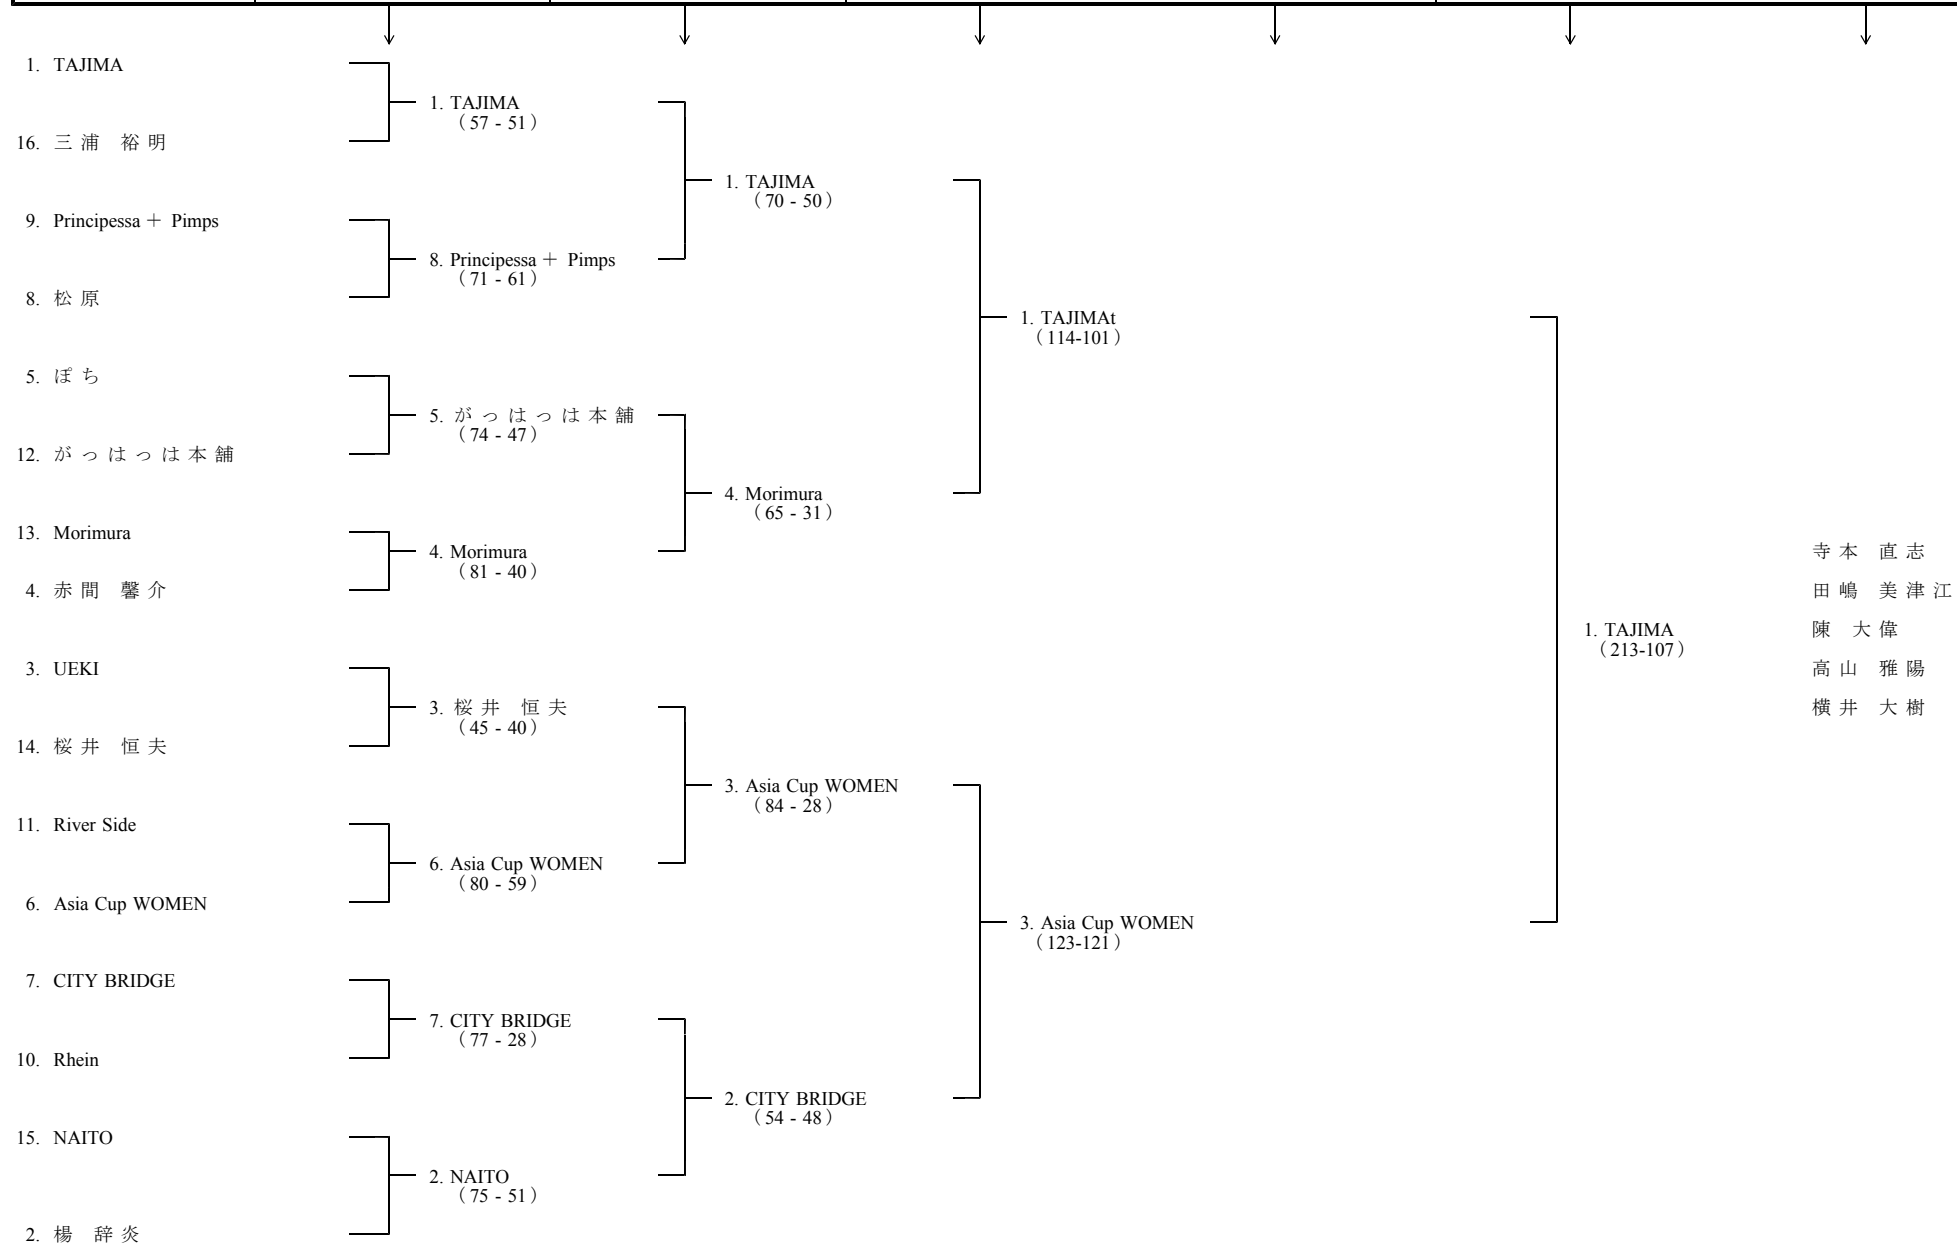 1. TAJIMA
16. 三浦 裕明
9. Principessa + Pimps
8. 松原
5. ぽち
12. がっはっは本舗
13. Morimura
4. 赤間 馨介
3. UEKI
14. 桜井 恒夫
11. River Side
6. Asia Cup WOMEN
7. CITY BRIDGE
10. Rhein
15. NAITO
2. 楊 辞炎
1. TAJIMA
(57 - 51)
8. Principessa + Pimps
(71 - 61)
5. がっはっは本舗
(74 - 47)
4. Morimura
(81 - 40)
3. 桜井 恒夫
(45 - 40)
6. Asia Cup WOMEN
(80 - 59)
7. CITY BRIDGE
(77 - 28)
2. NAITO
(75 - 51)
1. TAJIMA
(70 - 50)
4. Morimura
(65 - 31)
3. Asia Cup WOMEN
(84 - 28)
2. CITY BRIDGE
(54 - 48)
1. TAJIMAt
(114-101)
3. Asia Cup WOMEN
(123-121)
1. TAJIMA
(213-107)
寺本 直志
田嶋 美津江
陳 大偉
高山 雅陽
横井 大樹